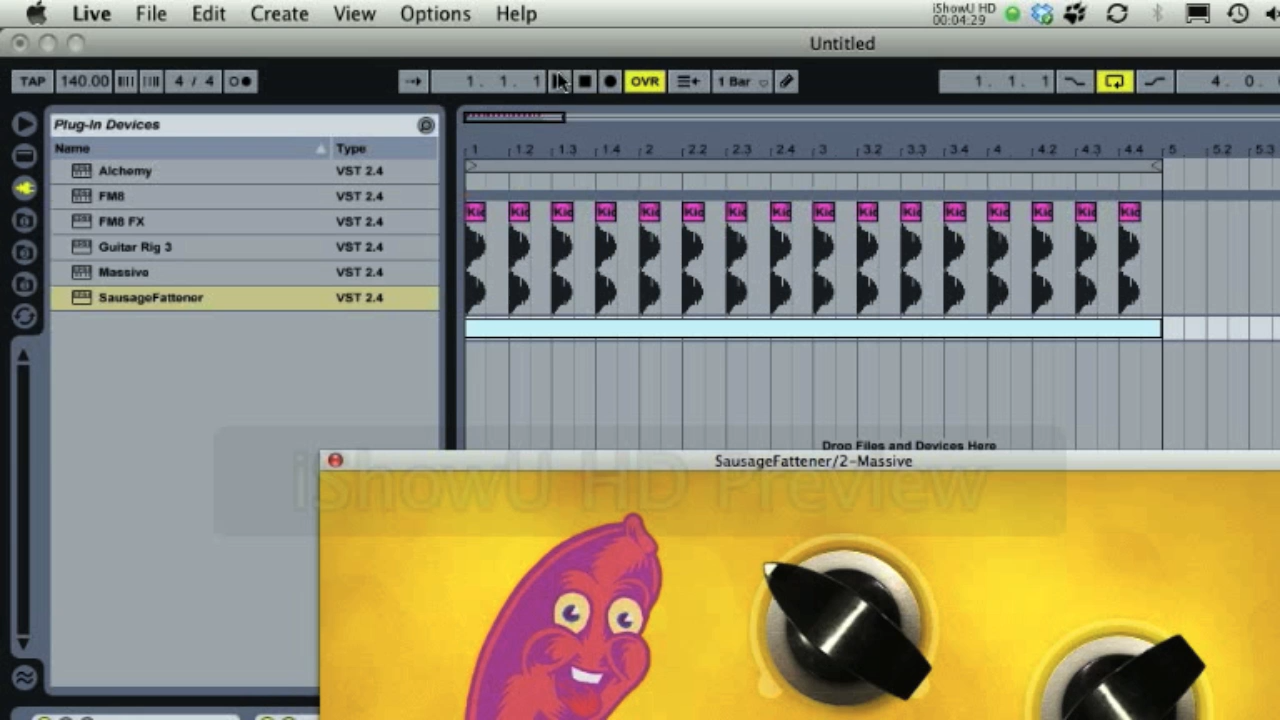 Live File Edit Create View Options Help
iShowU HD
00:04:29
Untitled
TAP 140.00 4 / 4 1. 1. 1 OVR 1 Bar 1. 1. 1 4. 0.
Plug-In Devices
Name Type
Alchemy VST 2.4
FM8 VST 2.4
FM8 FX VST 2.4
Guitar Rig 3 VST 2.4
Massive VST 2.4
SausageFattener VST 2.4
1 1.2 1.3 1.4 2 2.2 2.3 2.4 3 3.2 3.3 3.4 4 4.2 4.3 4.4 5 5.2 5.3
Kic Kic Kic Kic Kic Kic Kic Kic Kic Kic Kic Kic Kic Kic Kic Kic
Drop Files and Devices Here
SausageFattener/2-Massive
iShowU HD Preview